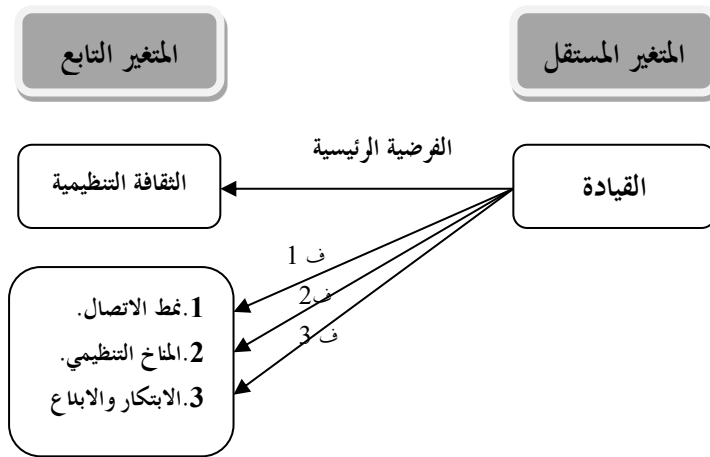 المتغير المستقل
المتغير التابع
الفرضية الرئيسية
القيادة
الثقافة التنظيمية
ف 1
ف2
ف 3
1.نمط الاتصال.
2.المناخ التنظيمي.
3.الابتكار والابداع